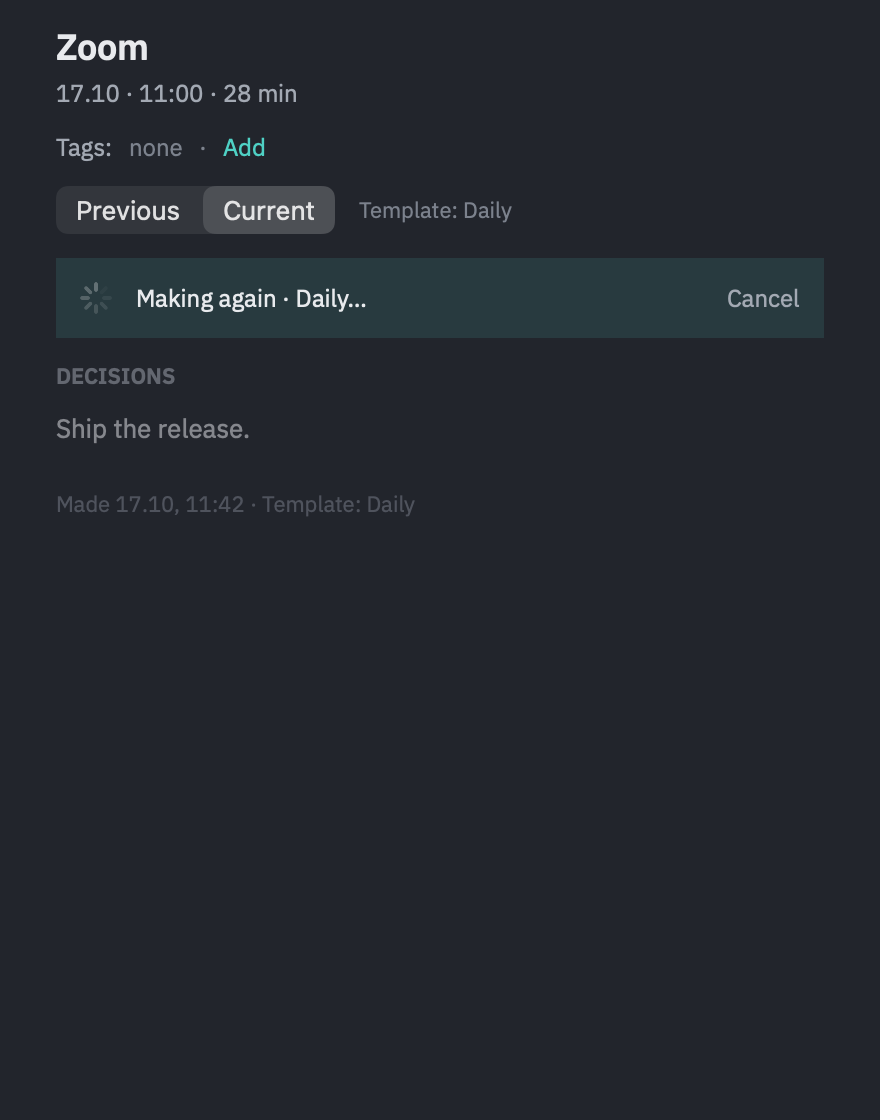 Zoom
17.10 · 11:00 · 28 min
Tags: none · Add
Previous Current Template: Daily
Making again · Daily... Cancel
DECISIONS
Ship the release.
Made 17.10, 11:42 · Template: Daily